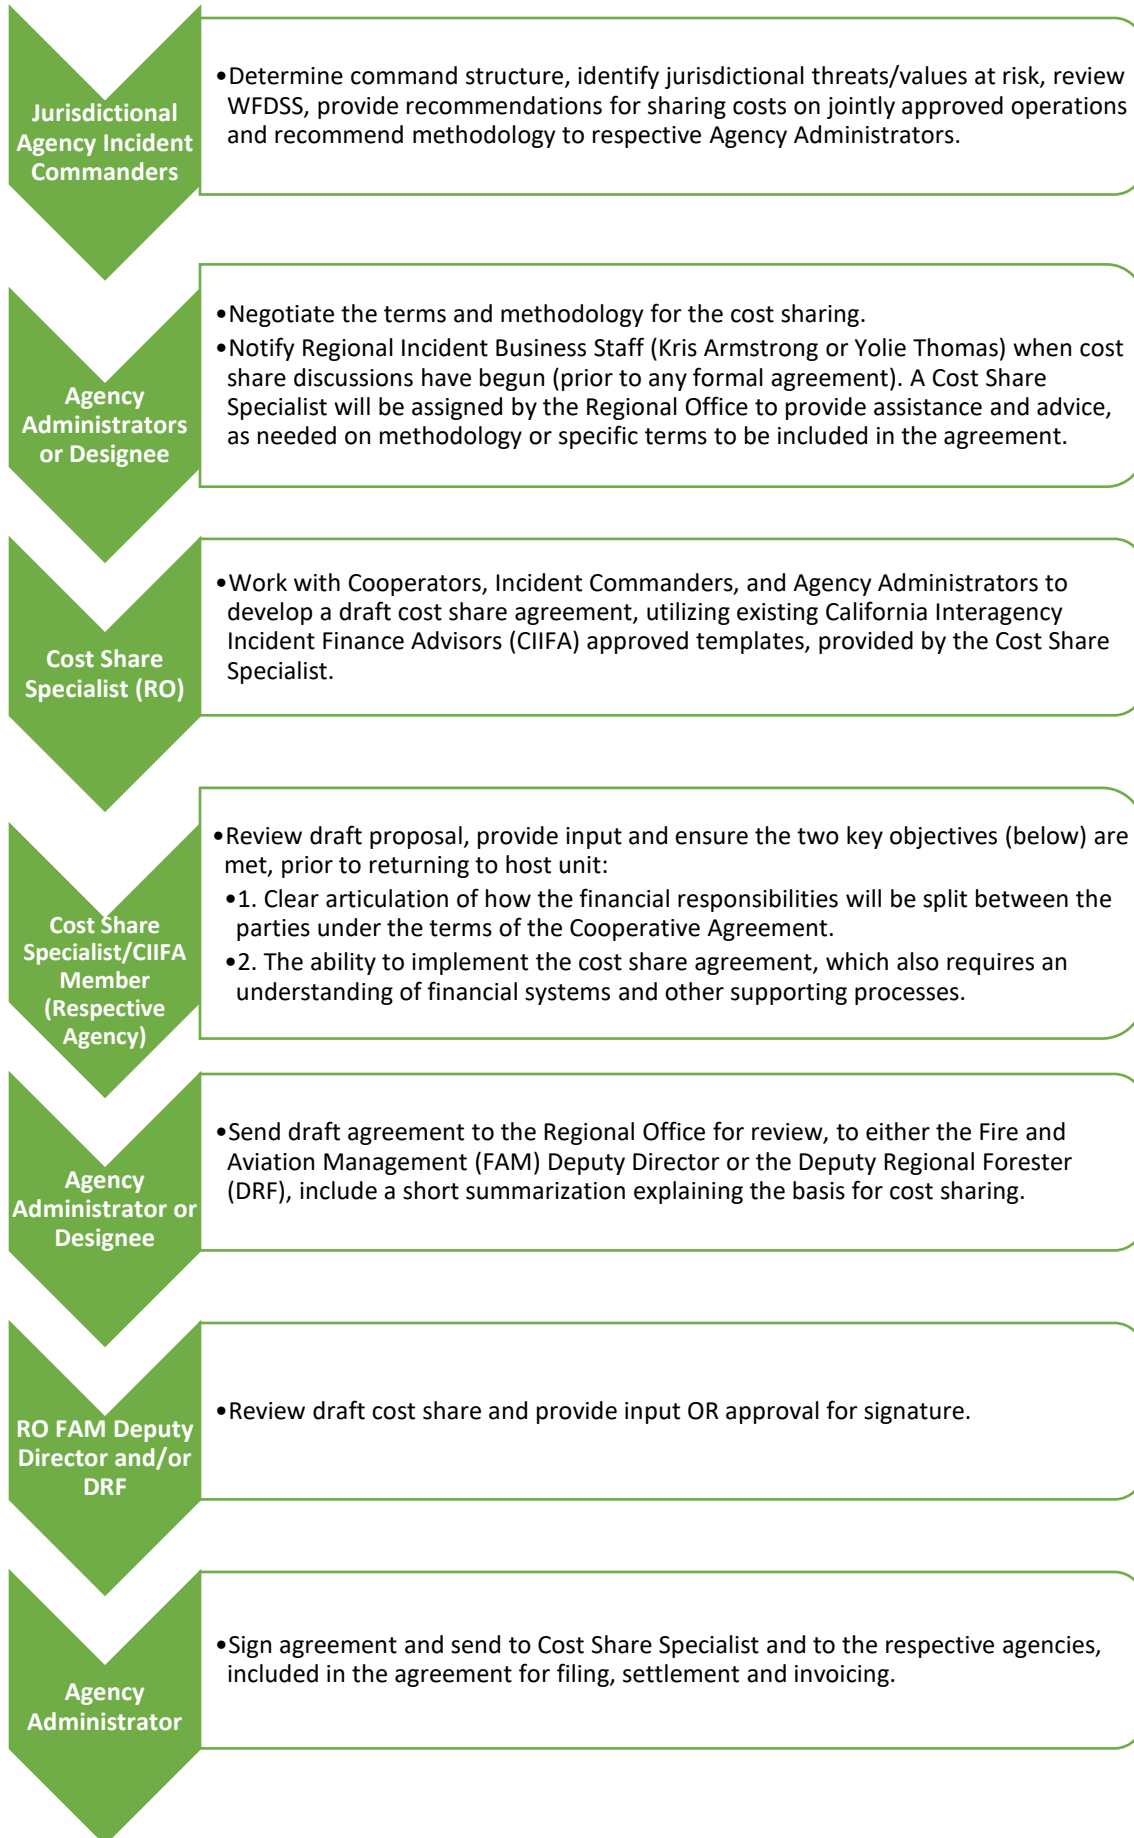 Jurisdictional
Agency Incident
Commanders
•Determine command structure, identify jurisdictional threats/values at risk, review
WFDSS, provide recommendations for sharing costs on jointly approved operations
and recommend methodology to respective Agency Administrators.
Agency
Administrators
or Designee
•Negotiate the terms and methodology for the cost sharing.
•Notify Regional Incident Business Staff (Kris Armstrong or Yolie Thomas) when cost
share discussions have begun (prior to any formal agreement). A Cost Share
Specialist will be assigned by the Regional Office to provide assistance and advice,
as needed on methodology or specific terms to be included in the agreement.
Cost Share
Specialist (RO)
•Work with Cooperators, Incident Commanders, and Agency Administrators to
develop a draft cost share agreement, utilizing existing California Interagency
Incident Finance Advisors (CIIFA) approved templates, provided by the Cost Share
Specialist.
Cost Share
Specialist/CIIFA
Member
(Respective
Agency)
•Review draft proposal, provide input and ensure the two key objectives (below) are
met, prior to returning to host unit:
•1. Clear articulation of how the financial responsibilities will be split between the
parties under the terms of the Cooperative Agreement.
•2. The ability to implement the cost share agreement, which also requires an
understanding of financial systems and other supporting processes.
Agency
Administrator or
Designee
•Send draft agreement to the Regional Office for review, to either the Fire and
Aviation Management (FAM) Deputy Director or the Deputy Regional Forester
(DRF), include a short summarization explaining the basis for cost sharing.
RO FAM Deputy
Director and/or
DRF
•Review draft cost share and provide input OR approval for signature.
Agency
Administrator
•Sign agreement and send to Cost Share Specialist and to the respective agencies,
included in the agreement for filing, settlement and invoicing.